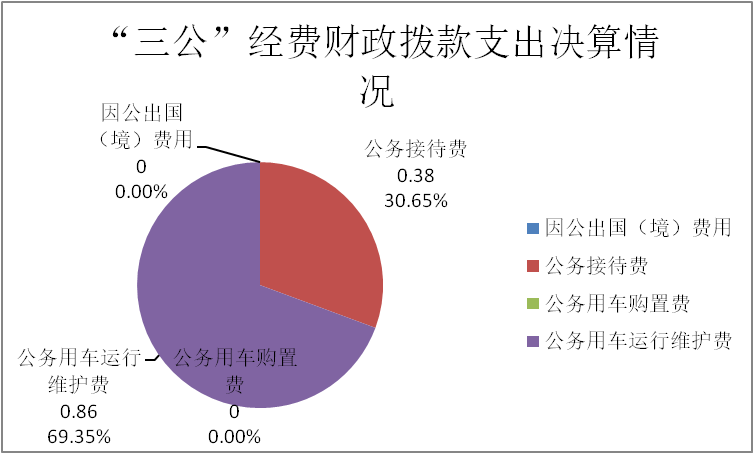 “三公”经费财政拨款支出决算情
况
因公出国
（境）费用
0
0.00%
公务接待费
0.38
30.65%
因公出国（境）费用
公务接待费
公务用车购置费
公务用车运行维护费
公务用车运行
维护费
0.86
69.35%
公务用车购置
费
0
0.00%